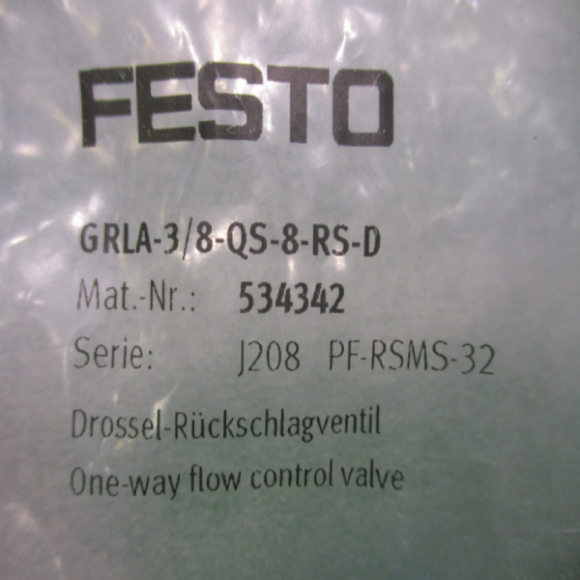 FESTO
GRLA-3/8-QS-8-RS-D
Mat.-Nr.: 534342
Serie: J208 PF-RSMS-32
Drossel-Rückschlagventil
One-way flow control valve